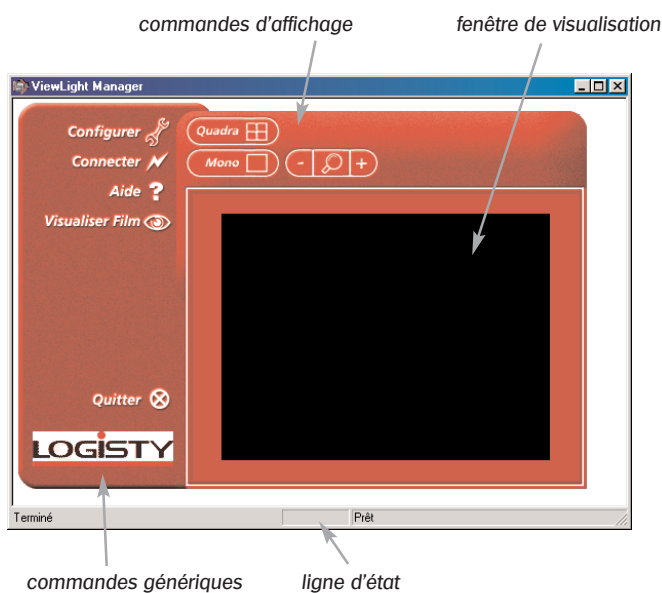 commandes d'affichage
fenêtre de visualisation
ViewLight Manager
Configurer
Connecter
Aide ?
Visualiser Film
Quadra
Mono
- +
Quitter
LOGiSTY
Terminé
Prêt
commandes génériques
ligne d'état